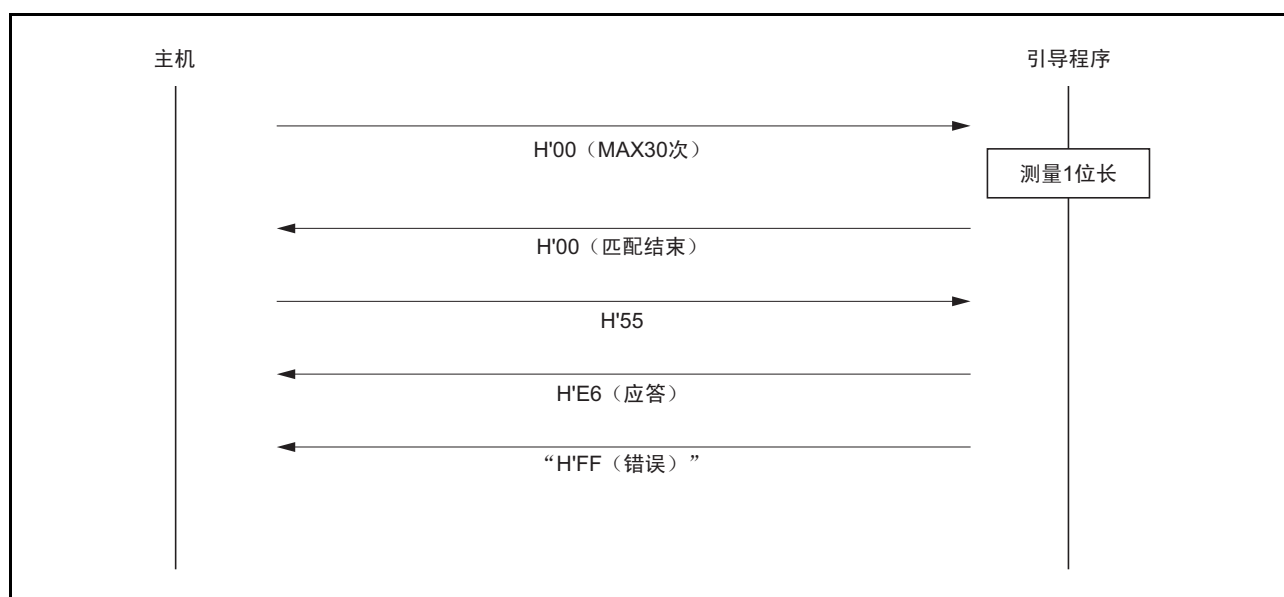 主机
引导程序
H'00（MAX30次）
测量1位长
H'00（匹配结束）
H'55
H'E6（应答）
“H'FF（错误）”